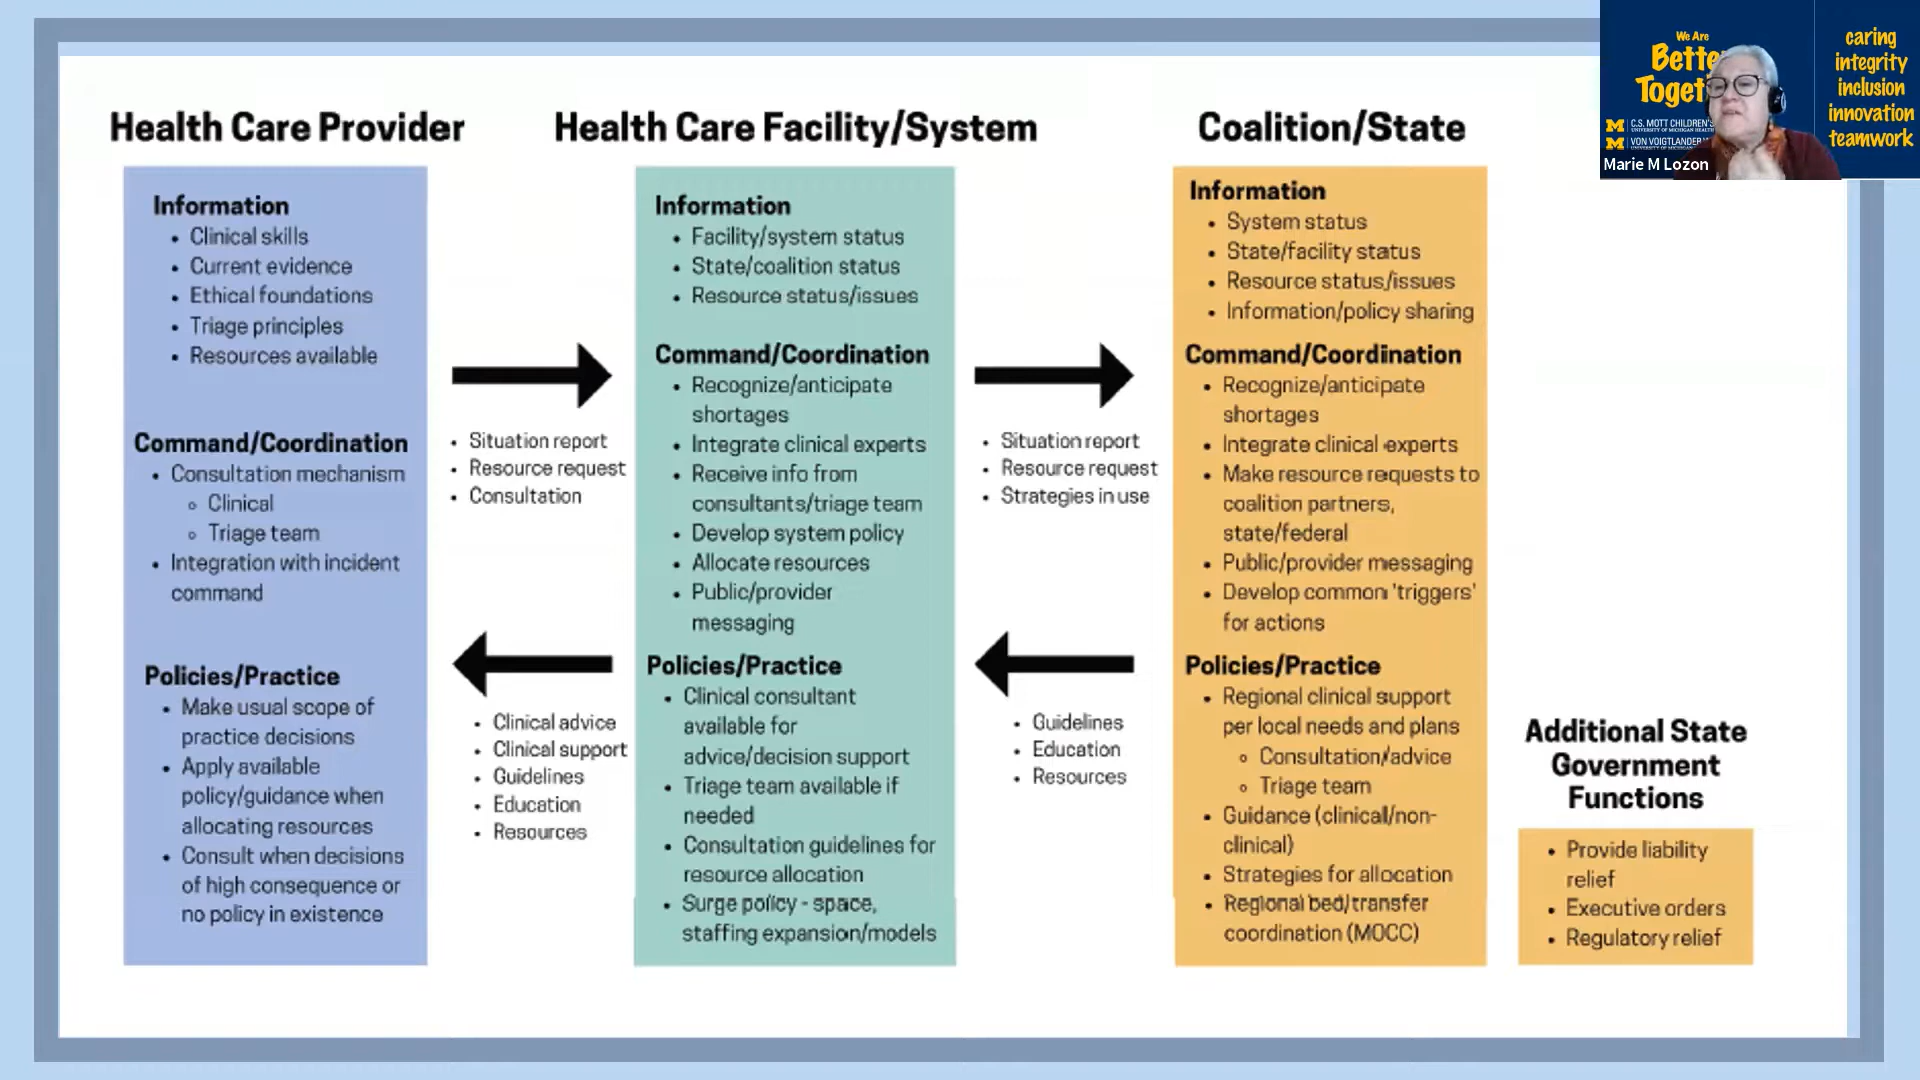 We Are
Better
Toget
caring
integrity
inclusion
innovation
teamwork
C.S. MOTT CHILDREN'S
UNIVERSITY OF MICHIGAN HEALTH
VON VOIGTLANDER
Marie M Lozon
Health Care Provider
Information
• Clinical skills
• Current evidence
• Ethical foundations
• Triage principles
• Resources available
Command/Coordination
• Consultation mechanism
◦ Clinical
◦ Triage team
• Integration with incident
command
Policies/Practice
• Make usual scope of
practice decisions
• Apply available
policy/guidance when
allocating resources
• Consult when decisions
of high consequence or
no policy in existence
• Situation report
• Resource request
• Consultation
• Clinical advice
• Clinical support
• Guidelines
• Education
• Resources
Health Care Facility/System
Information
• Facility/system status
• State/coalition status
• Resource status/issues
Command/Coordination
• Recognize/anticipate
shortages
• Integrate clinical experts
• Receive info from
consultants/triage team
• Develop system policy
• Allocate resources
• Public/provider
messaging
Policies/Practice
• Clinical consultant
available for
advice/decision support
• Triage team available if
needed
• Consultation guidelines for
resource allocation
• Surge policy - space,
staffing expansion/models
• Situation report
• Resource request
• Strategies in use
• Guidelines
• Education
• Resources
Coalition/State
Information
• System status
• State/facility status
• Resource status/issues
• Information/policy sharing
Command/Coordination
• Recognize/anticipate
shortages
• Integrate clinical experts
• Make resource requests to
coalition partners,
state/federal
• Public/provider messaging
• Develop common 'triggers'
for actions
Policies/Practice
• Regional clinical support
per local needs and plans
◦ Consultation/advice
◦ Triage team
• Guidance (clinical/non-
clinical)
• Strategies for allocation
• Regional bed/transfer
coordination (MOCC)
Additional State
Government
Functions
• Provide liability
relief
• Executive orders
• Regulatory relief